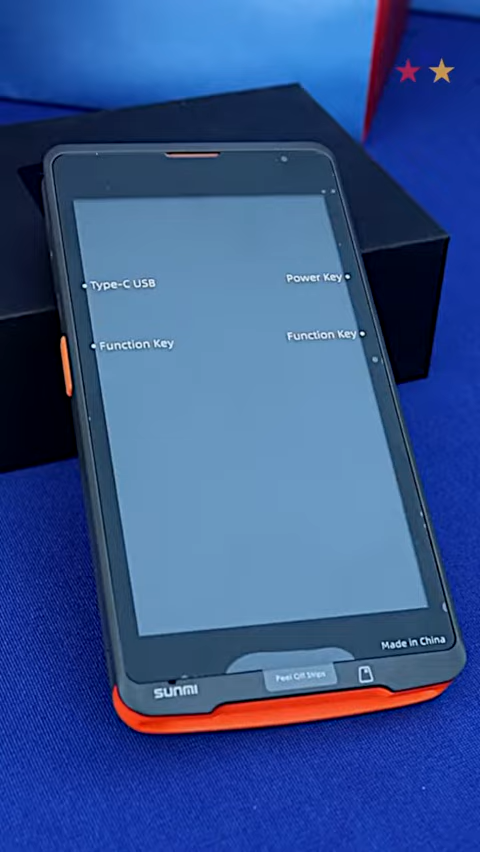 Type-C USB
Power Key
Function Key
Function Key
Made in China
Peel Off Strips
SUNMI